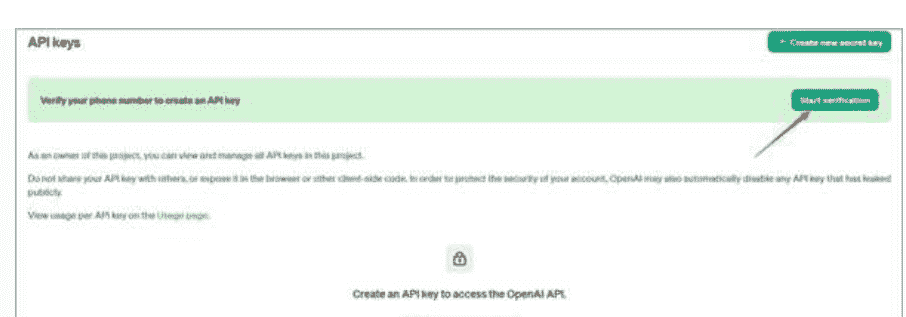 API keys
+ Create new secret key
Verify your phone number to create an API key
Start verification
As an owner of this project, you can view and manage all API keys in this project.
Do not share your API key with others, or expose it in the browser or other client-side code. In order to protect the security of your account, OpenAI may also automatically disable any API key that has leaked
publicly.
View usage per API key on the Usage page.
Create an API key to access the OpenAI API.